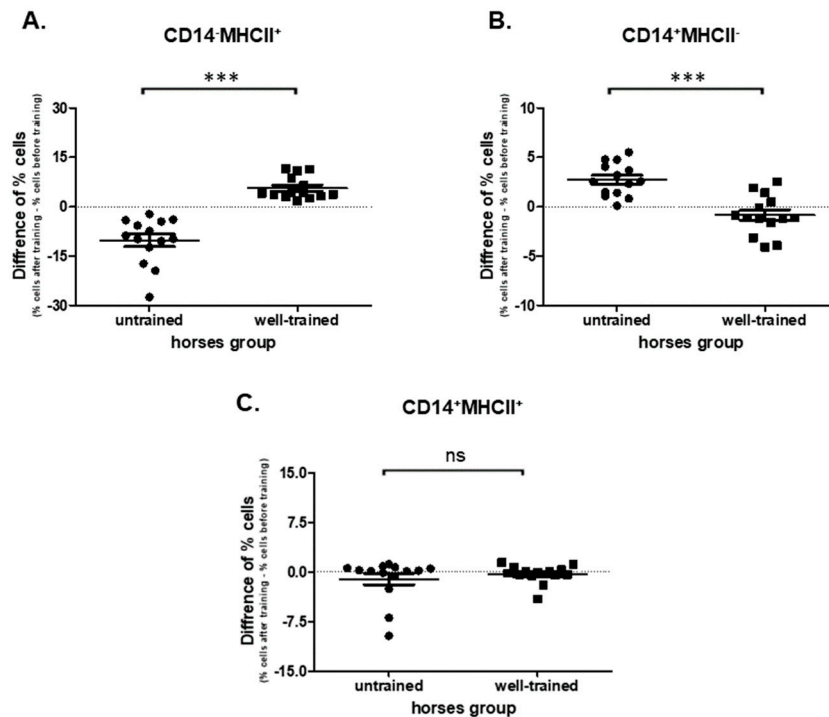 A.
CD14⁻MHCII⁺
***
Diffrence of % cells
(% cells after training - % cells before training)
30
15
0
-15
-30
untrained
well-trained
horses group
B.
CD14⁺MHCII⁻
***
Diffrence of % cells
(% cells after training - % cells before training)
10
5
0
-5
-10
untrained
well-trained
horses group
C.
CD14⁺MHCII⁺
ns
Diffrence of % cells
(% cells after training - % cells before training)
15.0
7.5
0.0
-7.5
-15.0
untrained
well-trained
horses group